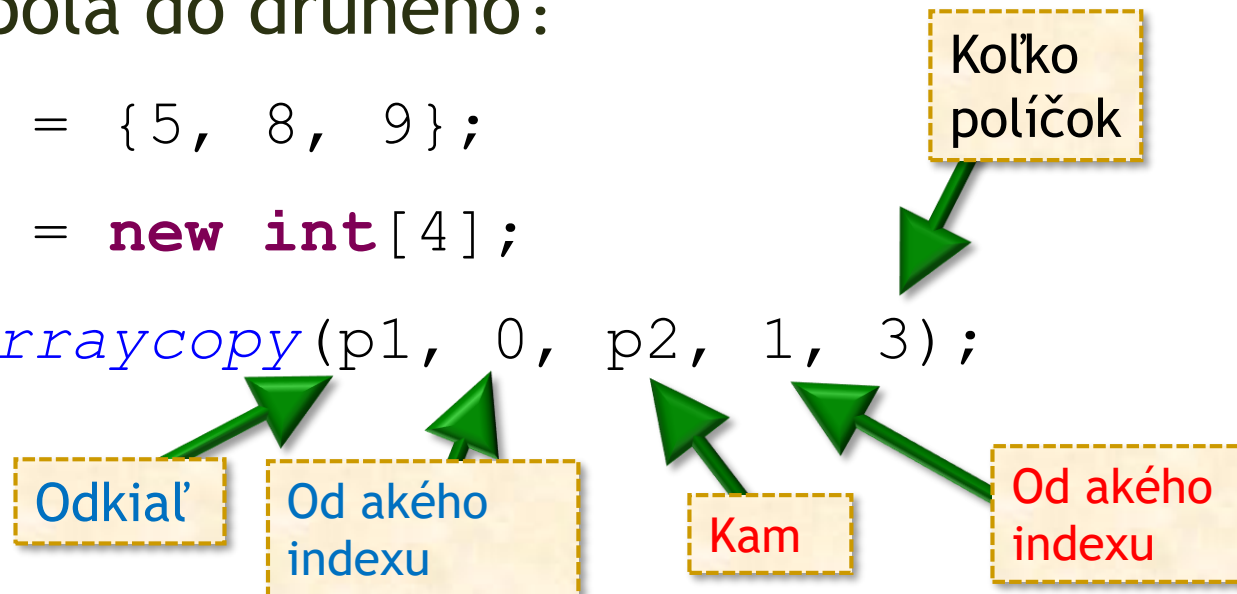 pola do druhého:
Koľko
políčok
= {5, 8, 9};
= new int[4];
rraycopy(p1, 0, p2, 1, 3);
Odkiaľ
Od akého
indexu
Kam
Od akého
indexu